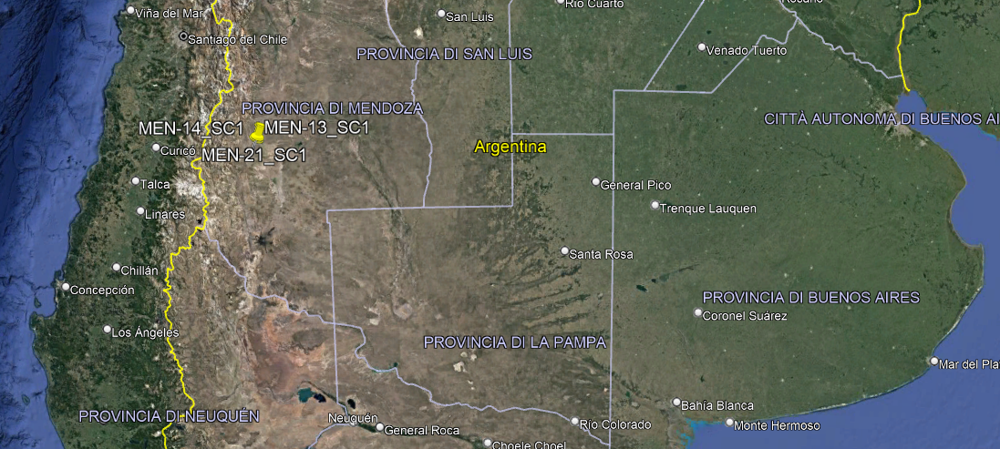 Río Cuarto
Viña del Mar
San Luis
Santiago del Chile
Venado Tuerto
PROVINCIA DI SAN LUIS
PROVINCIA DI MENDOZA
CITTÀ AUTONOMA DI BUENOS AI
MEN-14_SC1
MEN-13_SC1
Argentina
Curicó
MEN-21_SC1
Talca
General Pico
Trenque Lauquen
Linares
Santa Rosa
Chillán
Concepción
PROVINCIA DI BUENOS AIRES
Coronel Suárez
Los Ángeles
PROVINCIA DI LA PAMPA
Mar del Pla
Bahía Blanca
PROVINCIA DI NEUQUÉN
Neuquén
Río Colorado
Monte Hermoso
General Roca
Choele Choel